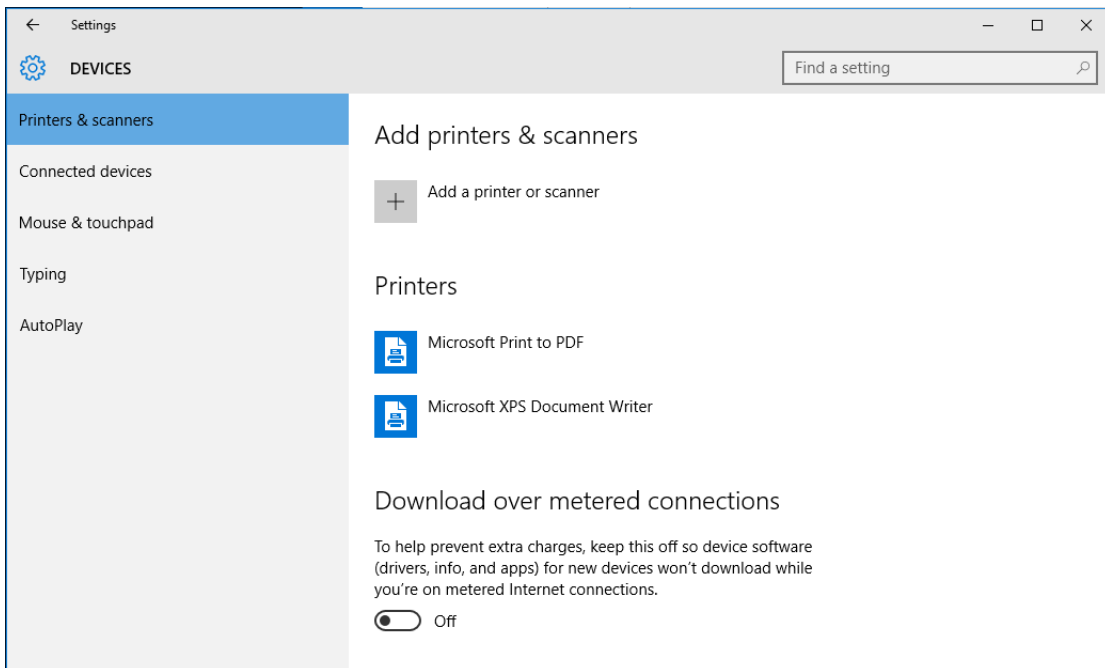 Settings
DEVICES
Find a setting
Printers & scanners
Connected devices
Mouse & touchpad
Typing
AutoPlay
Add printers & scanners
Add a printer or scanner
Printers
Microsoft Print to PDF
Microsoft XPS Document Writer
Download over metered connections
To help prevent extra charges, keep this off so device software
(drivers, info, and apps) for new devices won’t download while
you’re on metered Internet connections.
Off